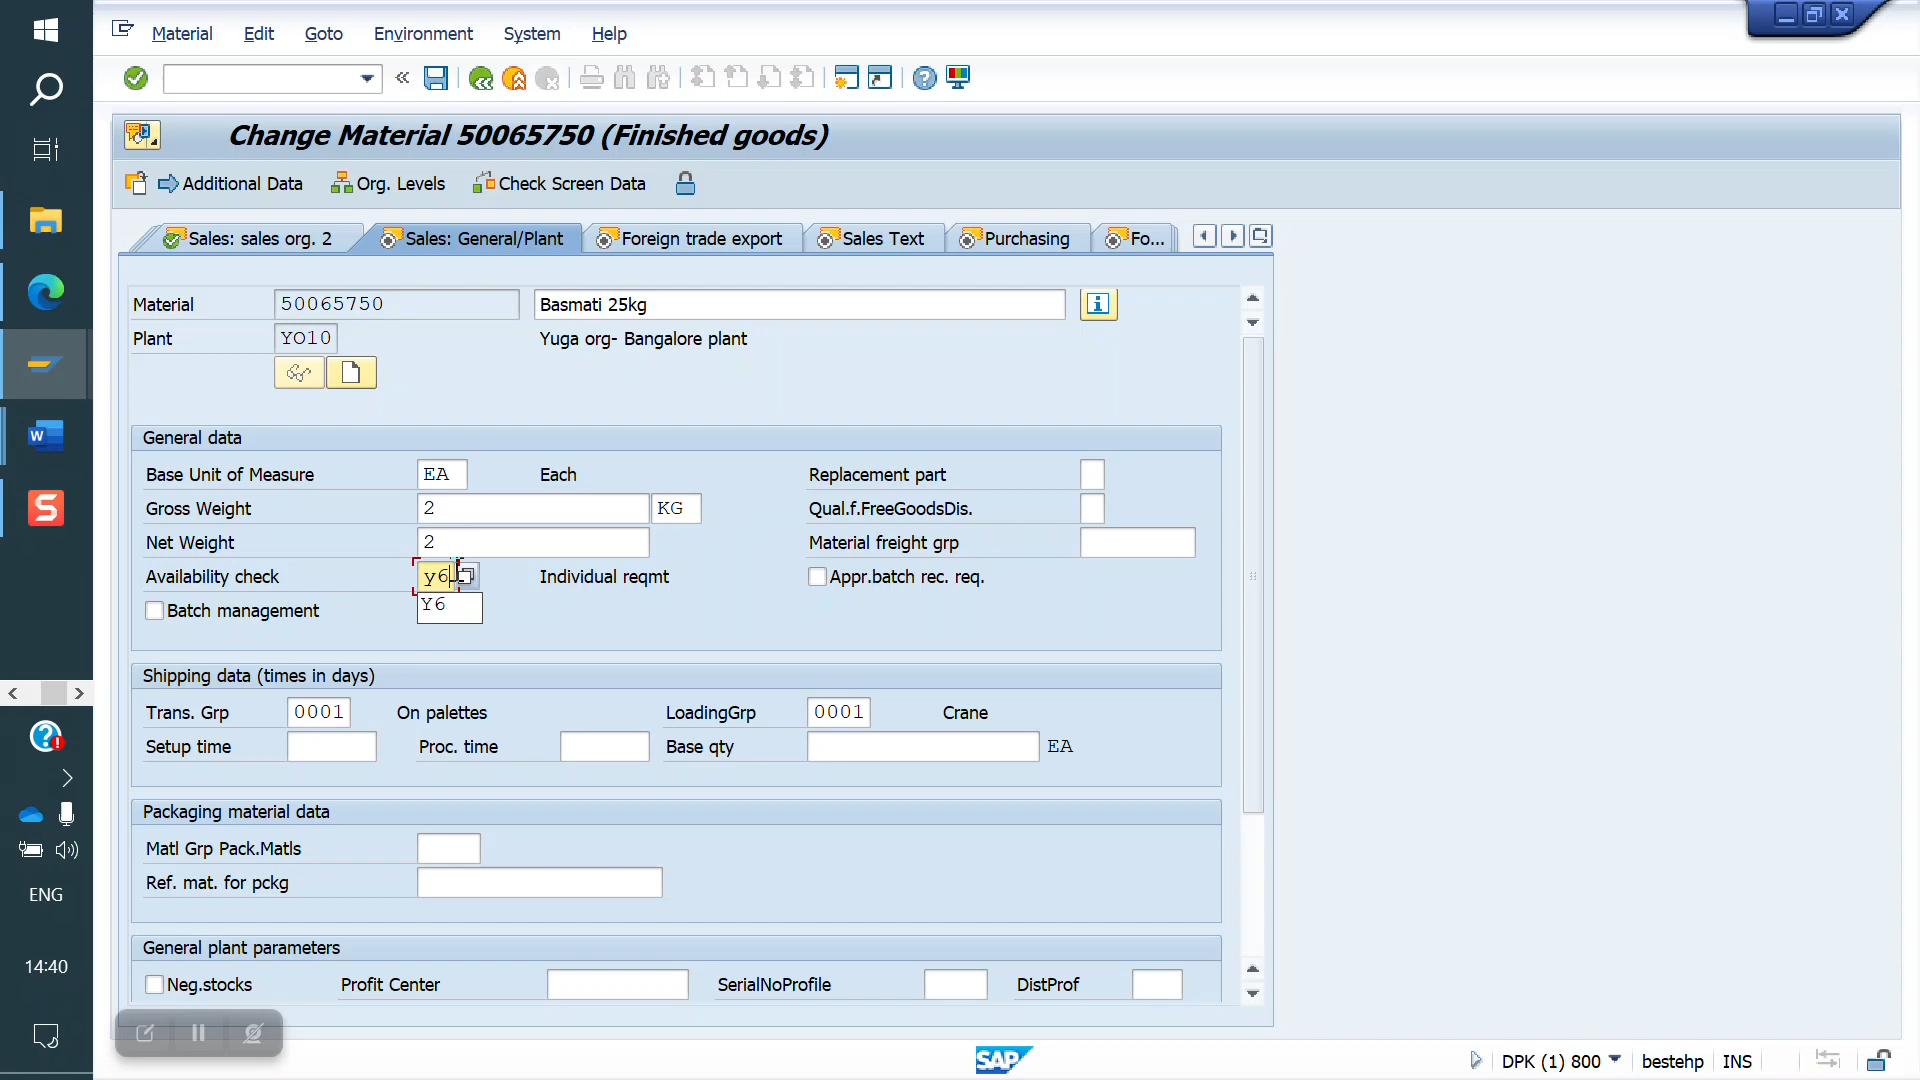 Material Edit Goto Environment System Help
Change Material 50065750 (Finished goods)
Additional Data Org. Levels Check Screen Data
Sales: sales org. 2 Sales: General/Plant Foreign trade export Sales Text Purchasing Fo...
Material 50065750 Basmati 25kg
Plant YO10 Yuga org- Bangalore plant
General data
Base Unit of Measure EA Each Replacement part
Gross Weight 2 KG Qual.f.FreeGoodsDis.
Net Weight 2 Material freight grp
Availability check y6 Individual reqmt Appr.batch rec. req.
Y6
Batch management
Shipping data (times in days)
Trans. Grp 0001 On palettes LoadingGrp 0001 Crane
Setup time Proc. time Base qty EA
Packaging material data
Matl Grp Pack.Matls
Ref. mat. for pckg
General plant parameters
Neg.stocks Profit Center SerialNoProfile DistProf
ENG
14:40
SAP DPK (1) 800 bestehp INS